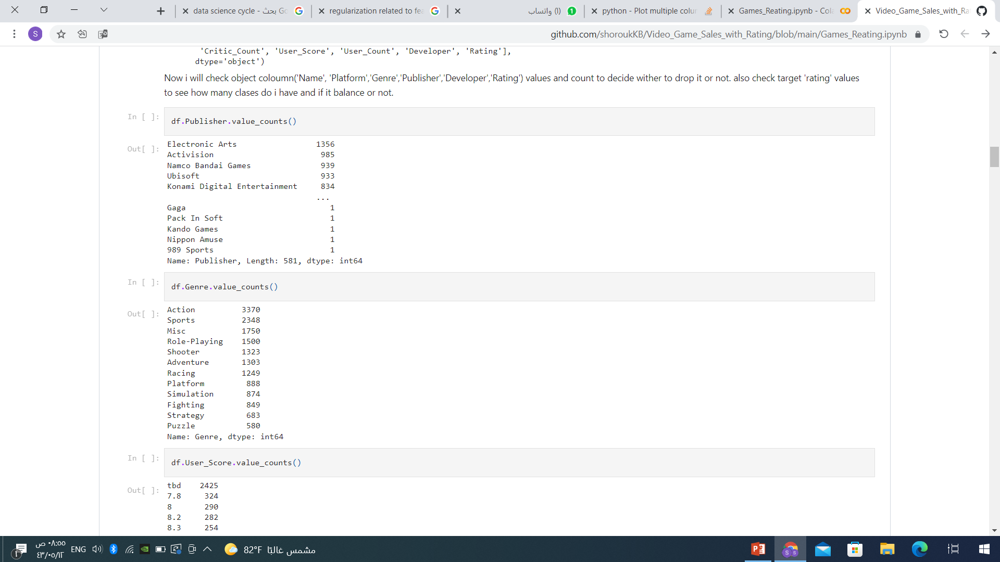 data science cycle - بحث Go
regularization related to fea
(١) واتساب
python - Plot multiple colur
Games_Reating.ipynb - Cola
Video_Game_Sales_with_Ra
S
github.com/shoroukKB/Video_Game_Sales_with_Rating/blob/main/Games_Reating.ipynb
'Critic_Count', 'User_Score', 'User_Count', 'Developer', 'Rating'],
dtype='object')
Now i will check object coloumn('Name', 'Platform','Genre','Publisher','Developer','Rating') values and count to decide wither to drop it or not. also check target 'rating' values
to see how many clases do i have and if it balance or not.
In [ ]:
df.Publisher.value_counts()
Out[ ]:
Electronic Arts 1356
Activision 985
Namco Bandai Games 939
Ubisoft 933
Konami Digital Entertainment 834
...
Gaga 1
Pack In Soft 1
Kando Games 1
Nippon Amuse 1
989 Sports 1
Name: Publisher, Length: 581, dtype: int64
In [ ]:
df.Genre.value_counts()
Out[ ]:
Action 3370
Sports 2348
Misc 1750
Role-Playing 1500
Shooter 1323
Adventure 1303
Racing 1249
Platform 888
Simulation 874
Fighting 849
Strategy 683
Puzzle 580
Name: Genre, dtype: int64
In [ ]:
df.User_Score.value_counts()
Out[ ]:
tbd 2425
7.8 324
8 290
8.2 282
8.3 254
٠٨:٥٥ ص
٤٣/٠٥/١٢
ENG
82°F مشمس غالبًا